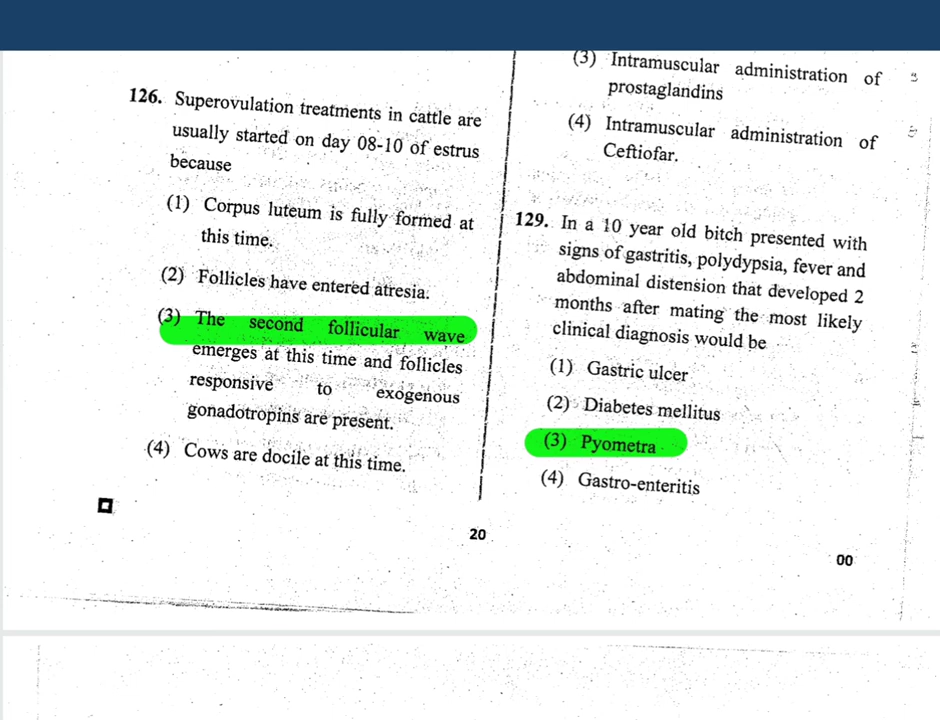 126. Superovulation treatments in cattle are
usually started on day 08-10 of estrus
because
(1) Corpus luteum is fully formed at
this time.
(2) Follicles have entered atresia.
(3) The second follicular wave
emerges at this time and follicles
responsive to exogenous
gonadotropins are present.
(4) Cows are docile at this time.
(3) Intramuscular administration of
prostaglandins
(4) Intramuscular administration of
Ceftiofar.
129. In a 10 year old bitch presented with
signs of gastritis, polydypsia, fever and
abdominal distension that developed 2
months after mating the most likely
clinical diagnosis would be
(1) Gastric ulcer
(2) Diabetes mellitus
(3) Pyometra
(4) Gastro-enteritis
20
00